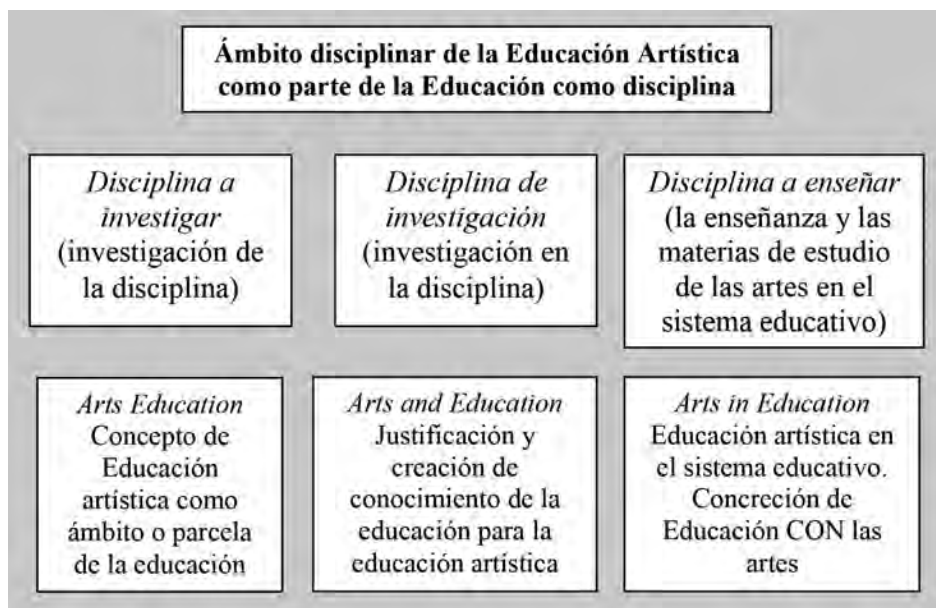 Ámbito disciplinar de la Educación Artística
como parte de la Educación como disciplina
Disciplina a
investigar
(investigación de
la disciplina)
Disciplina de
investigación
(investigación en
la disciplina)
Disciplina a enseñar
(la enseñanza y las
materias de estudio
de las artes en el
sistema educativo)
Arts Education
Concepto de
Educación
artística como
ámbito o parcela
de la educación
Arts and Education
Justificación y
creación de
conocimiento de la
educación para la
educación artística
Arts in Education
Educación artística en
el sistema educativo.
Concreción de
Educación CON las
artes